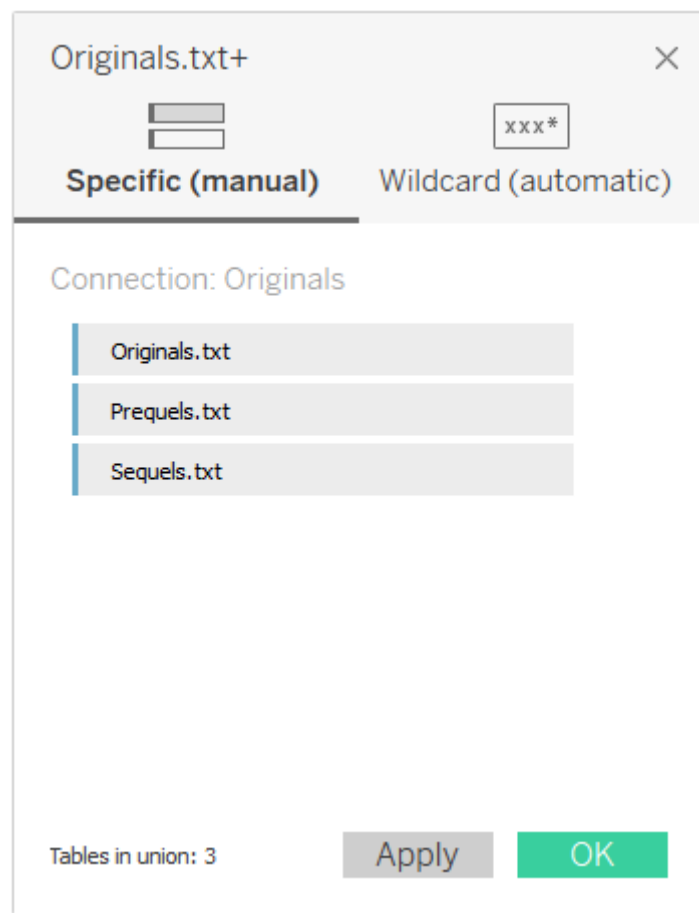 Originals.txt+
xxx*
Specific (manual)
Wildcard (automatic)
Connection: Originals
Originals.txt
Prequels.txt
Sequels.txt
Tables in union: 3
Apply
OK